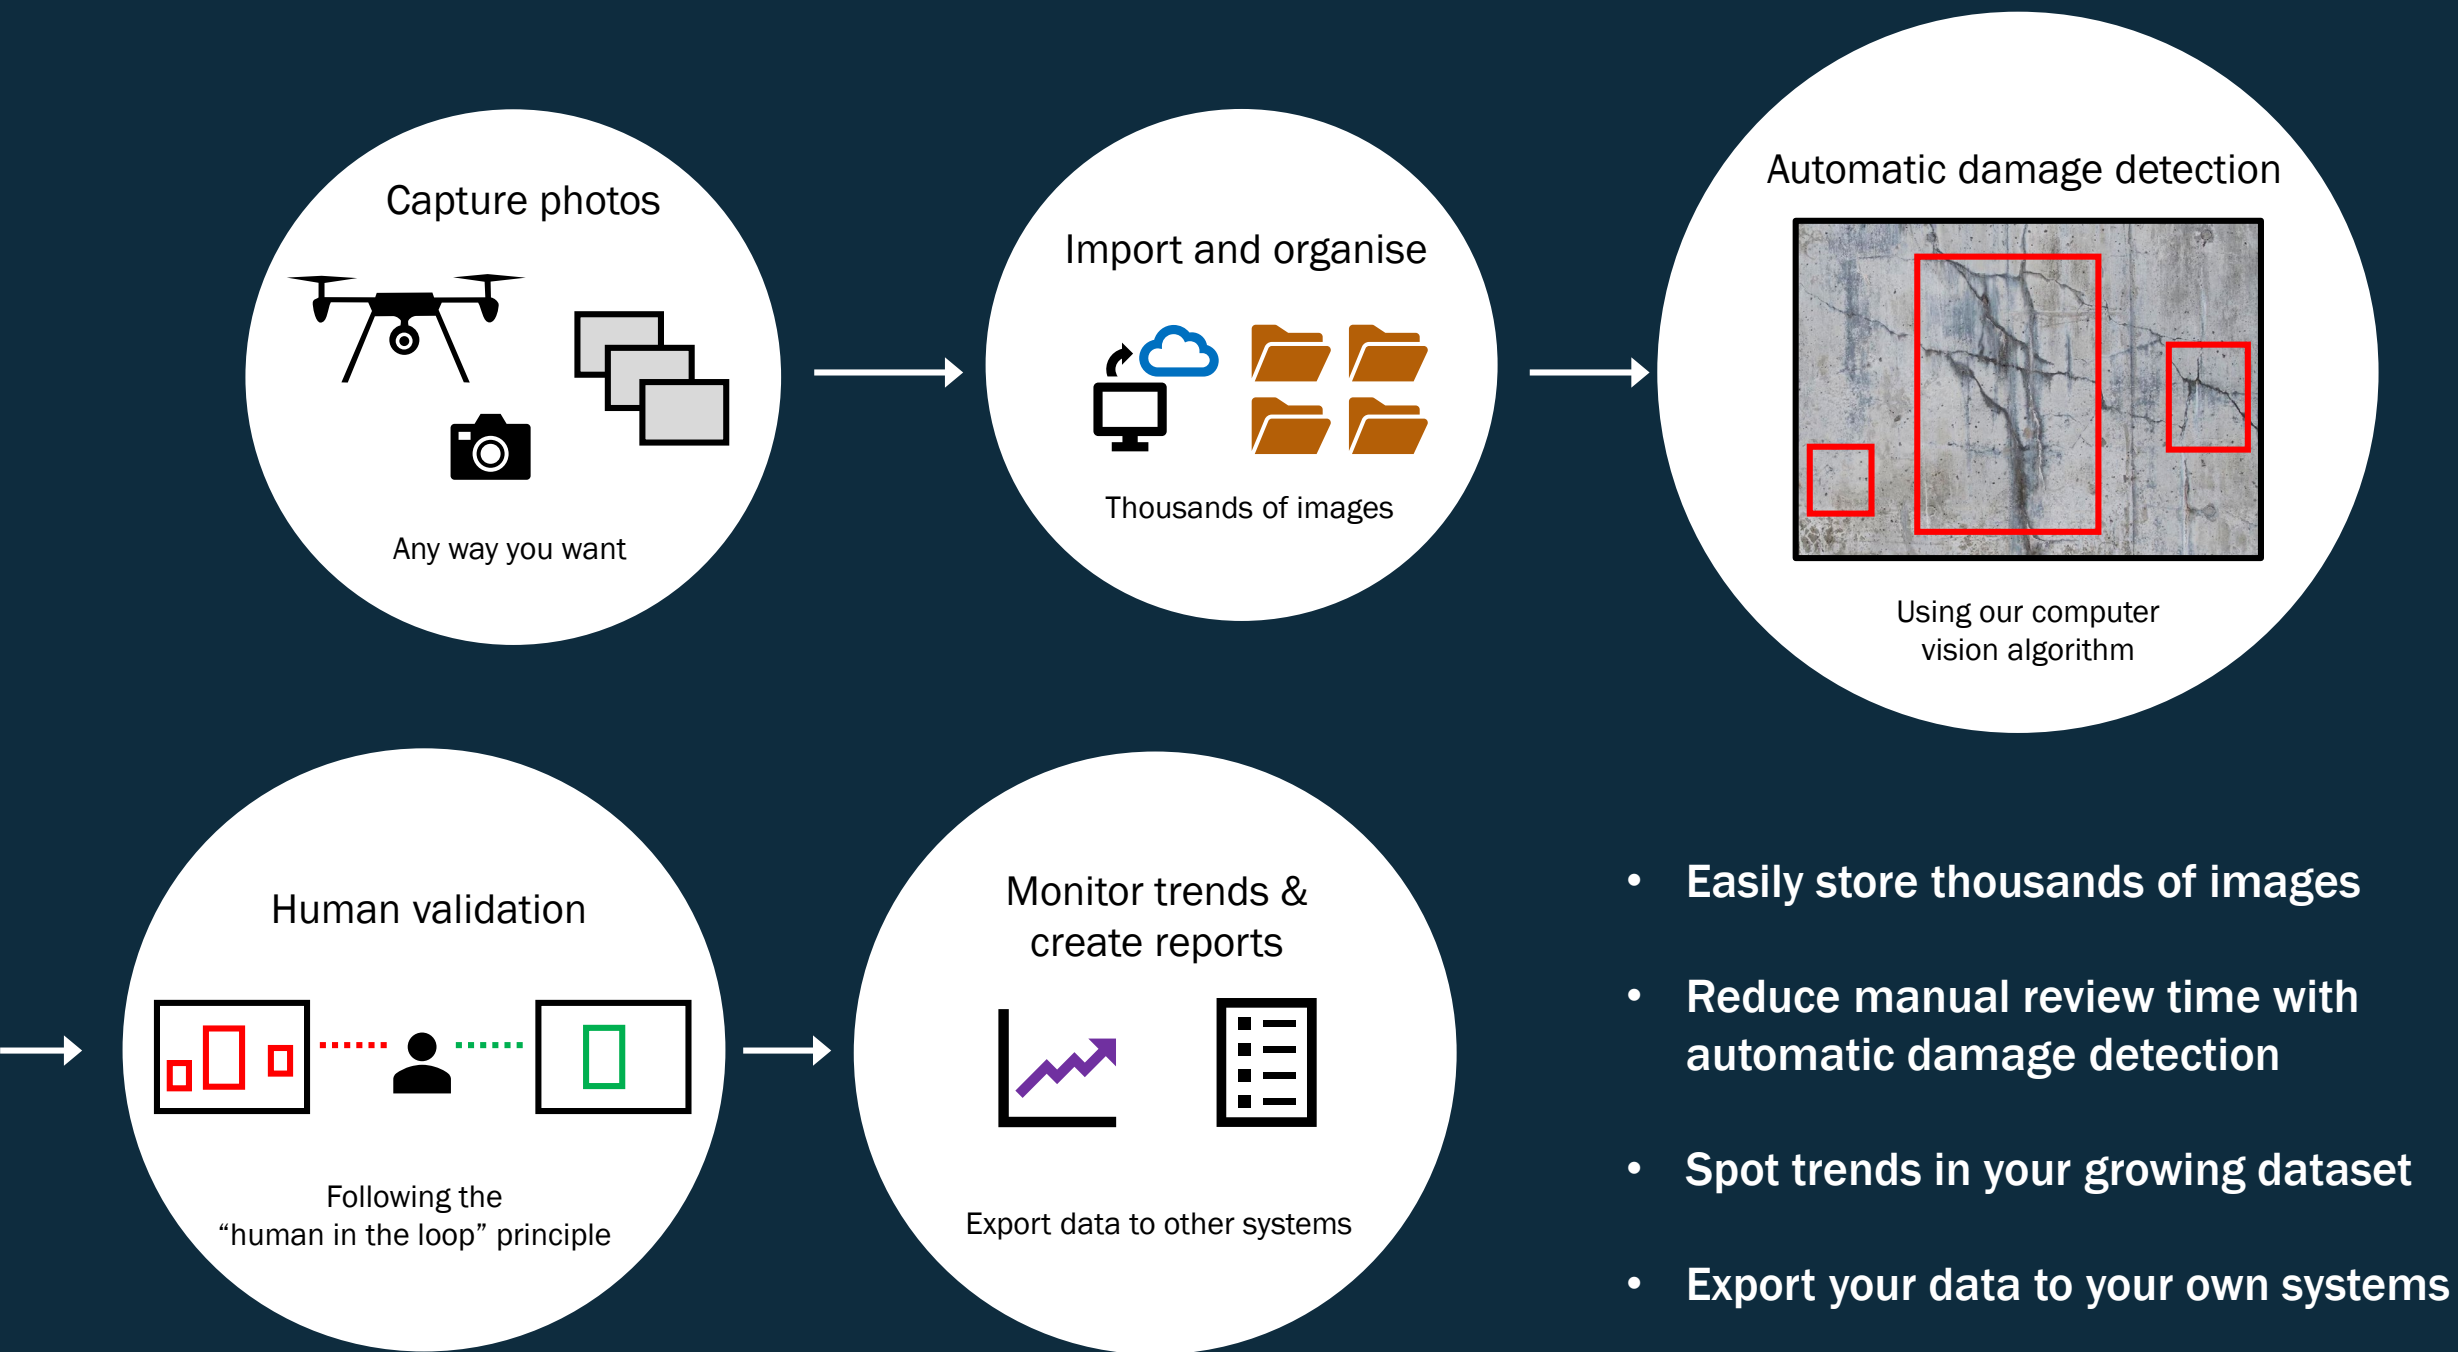 Capture photos
Any way you want
Import and organise
Thousands of images
Automatic damage detection
Using our computer
vision algorithm
Human validation
Following the
“human in the loop” principle
Monitor trends &
create reports
Export data to other systems
• Easily store thousands of images
• Reduce manual review time with
automatic damage detection
• Spot trends in your growing dataset
• Export your data to your own systems